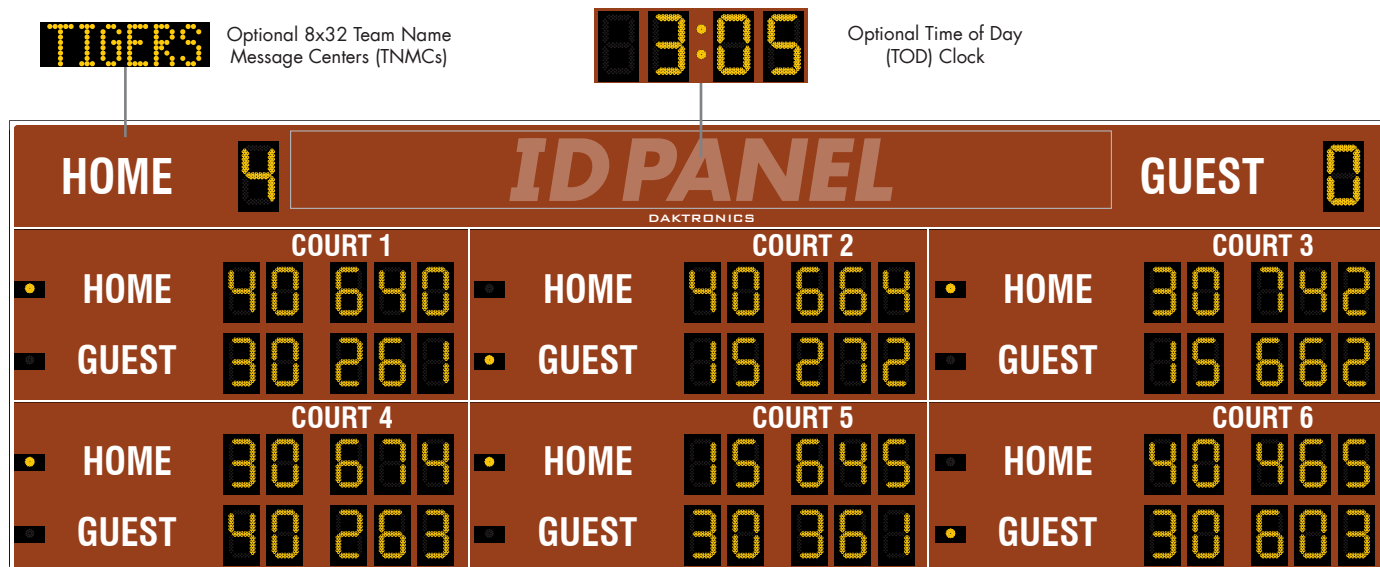 TIGERS
Optional 8x32 Team Name
Message Centers (TNMCs)
3:05
Optional Time of Day
(TOD) Clock
HOME 4 ID PANEL GUEST 0
DAKTRONICS
COURT 1 COURT 2 COURT 3
HOME 40 640 HOME 40 664 HOME 30 742
GUEST 30 261 GUEST 15 272 GUEST 15 662
COURT 4 COURT 5 COURT 6
HOME 30 674 HOME 15 645 HOME 40 465
GUEST 40 263 GUEST 30 361 GUEST 30 603